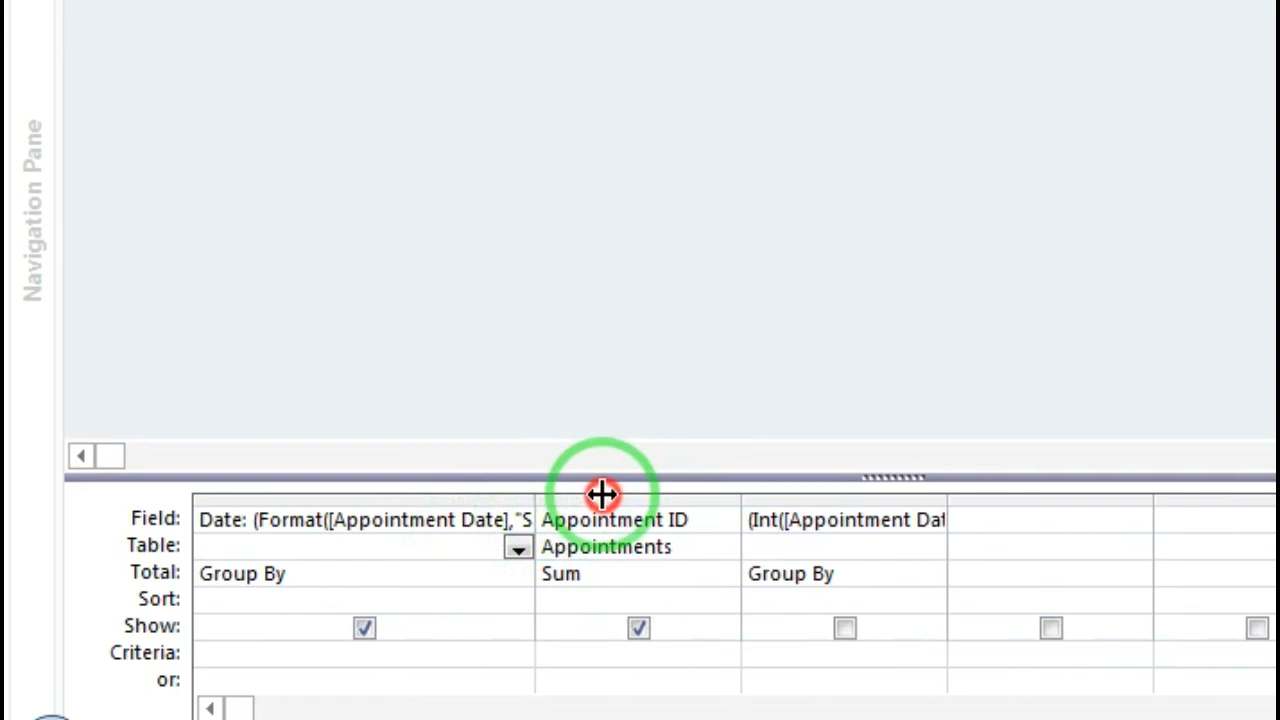 Navigation Pane
Field: Date: (Format([Appointment Date],"S Appointment ID (Int([Appointment Dat
Table: Appointments
Total: Group By Sum Group By
Sort:
Show:
Criteria:
or: